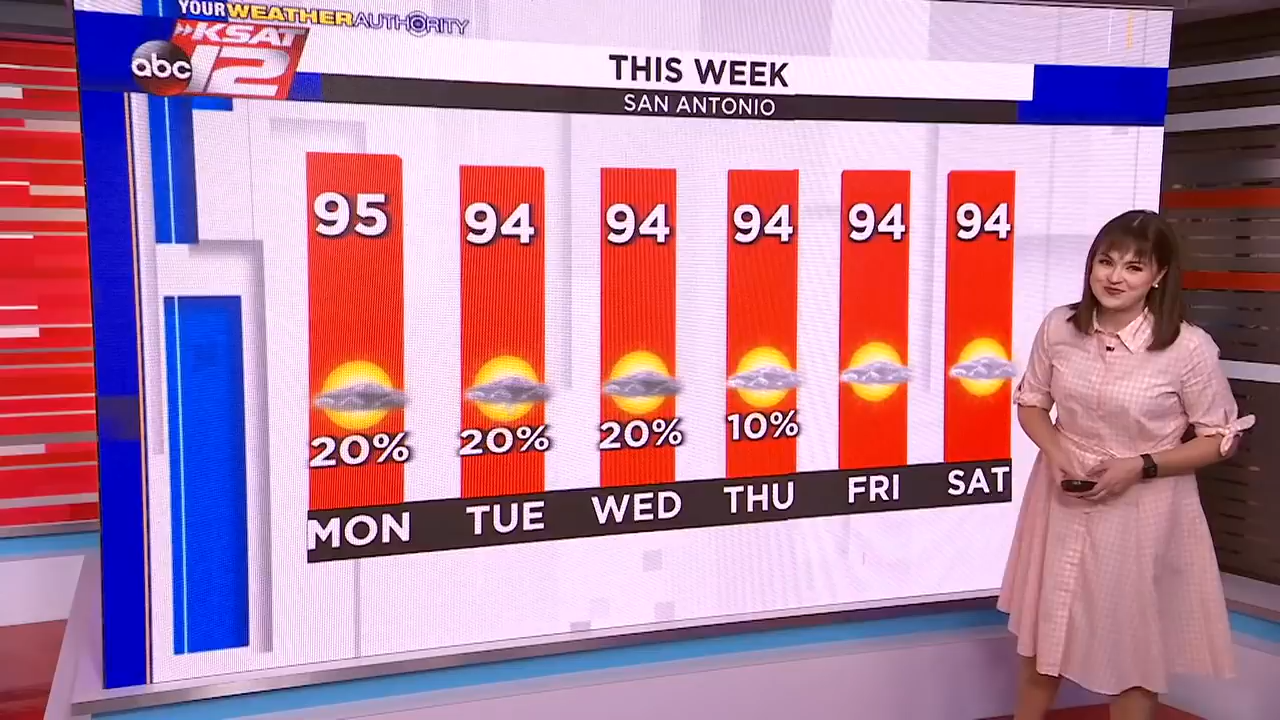 YOUR WEATHER AUTHORITY
KSAT
abc 12
THIS WEEK
SAN ANTONIO
95 94 94 94 94 94
20% 20% 20% 10%
MON TUE WED THU FRI SAT